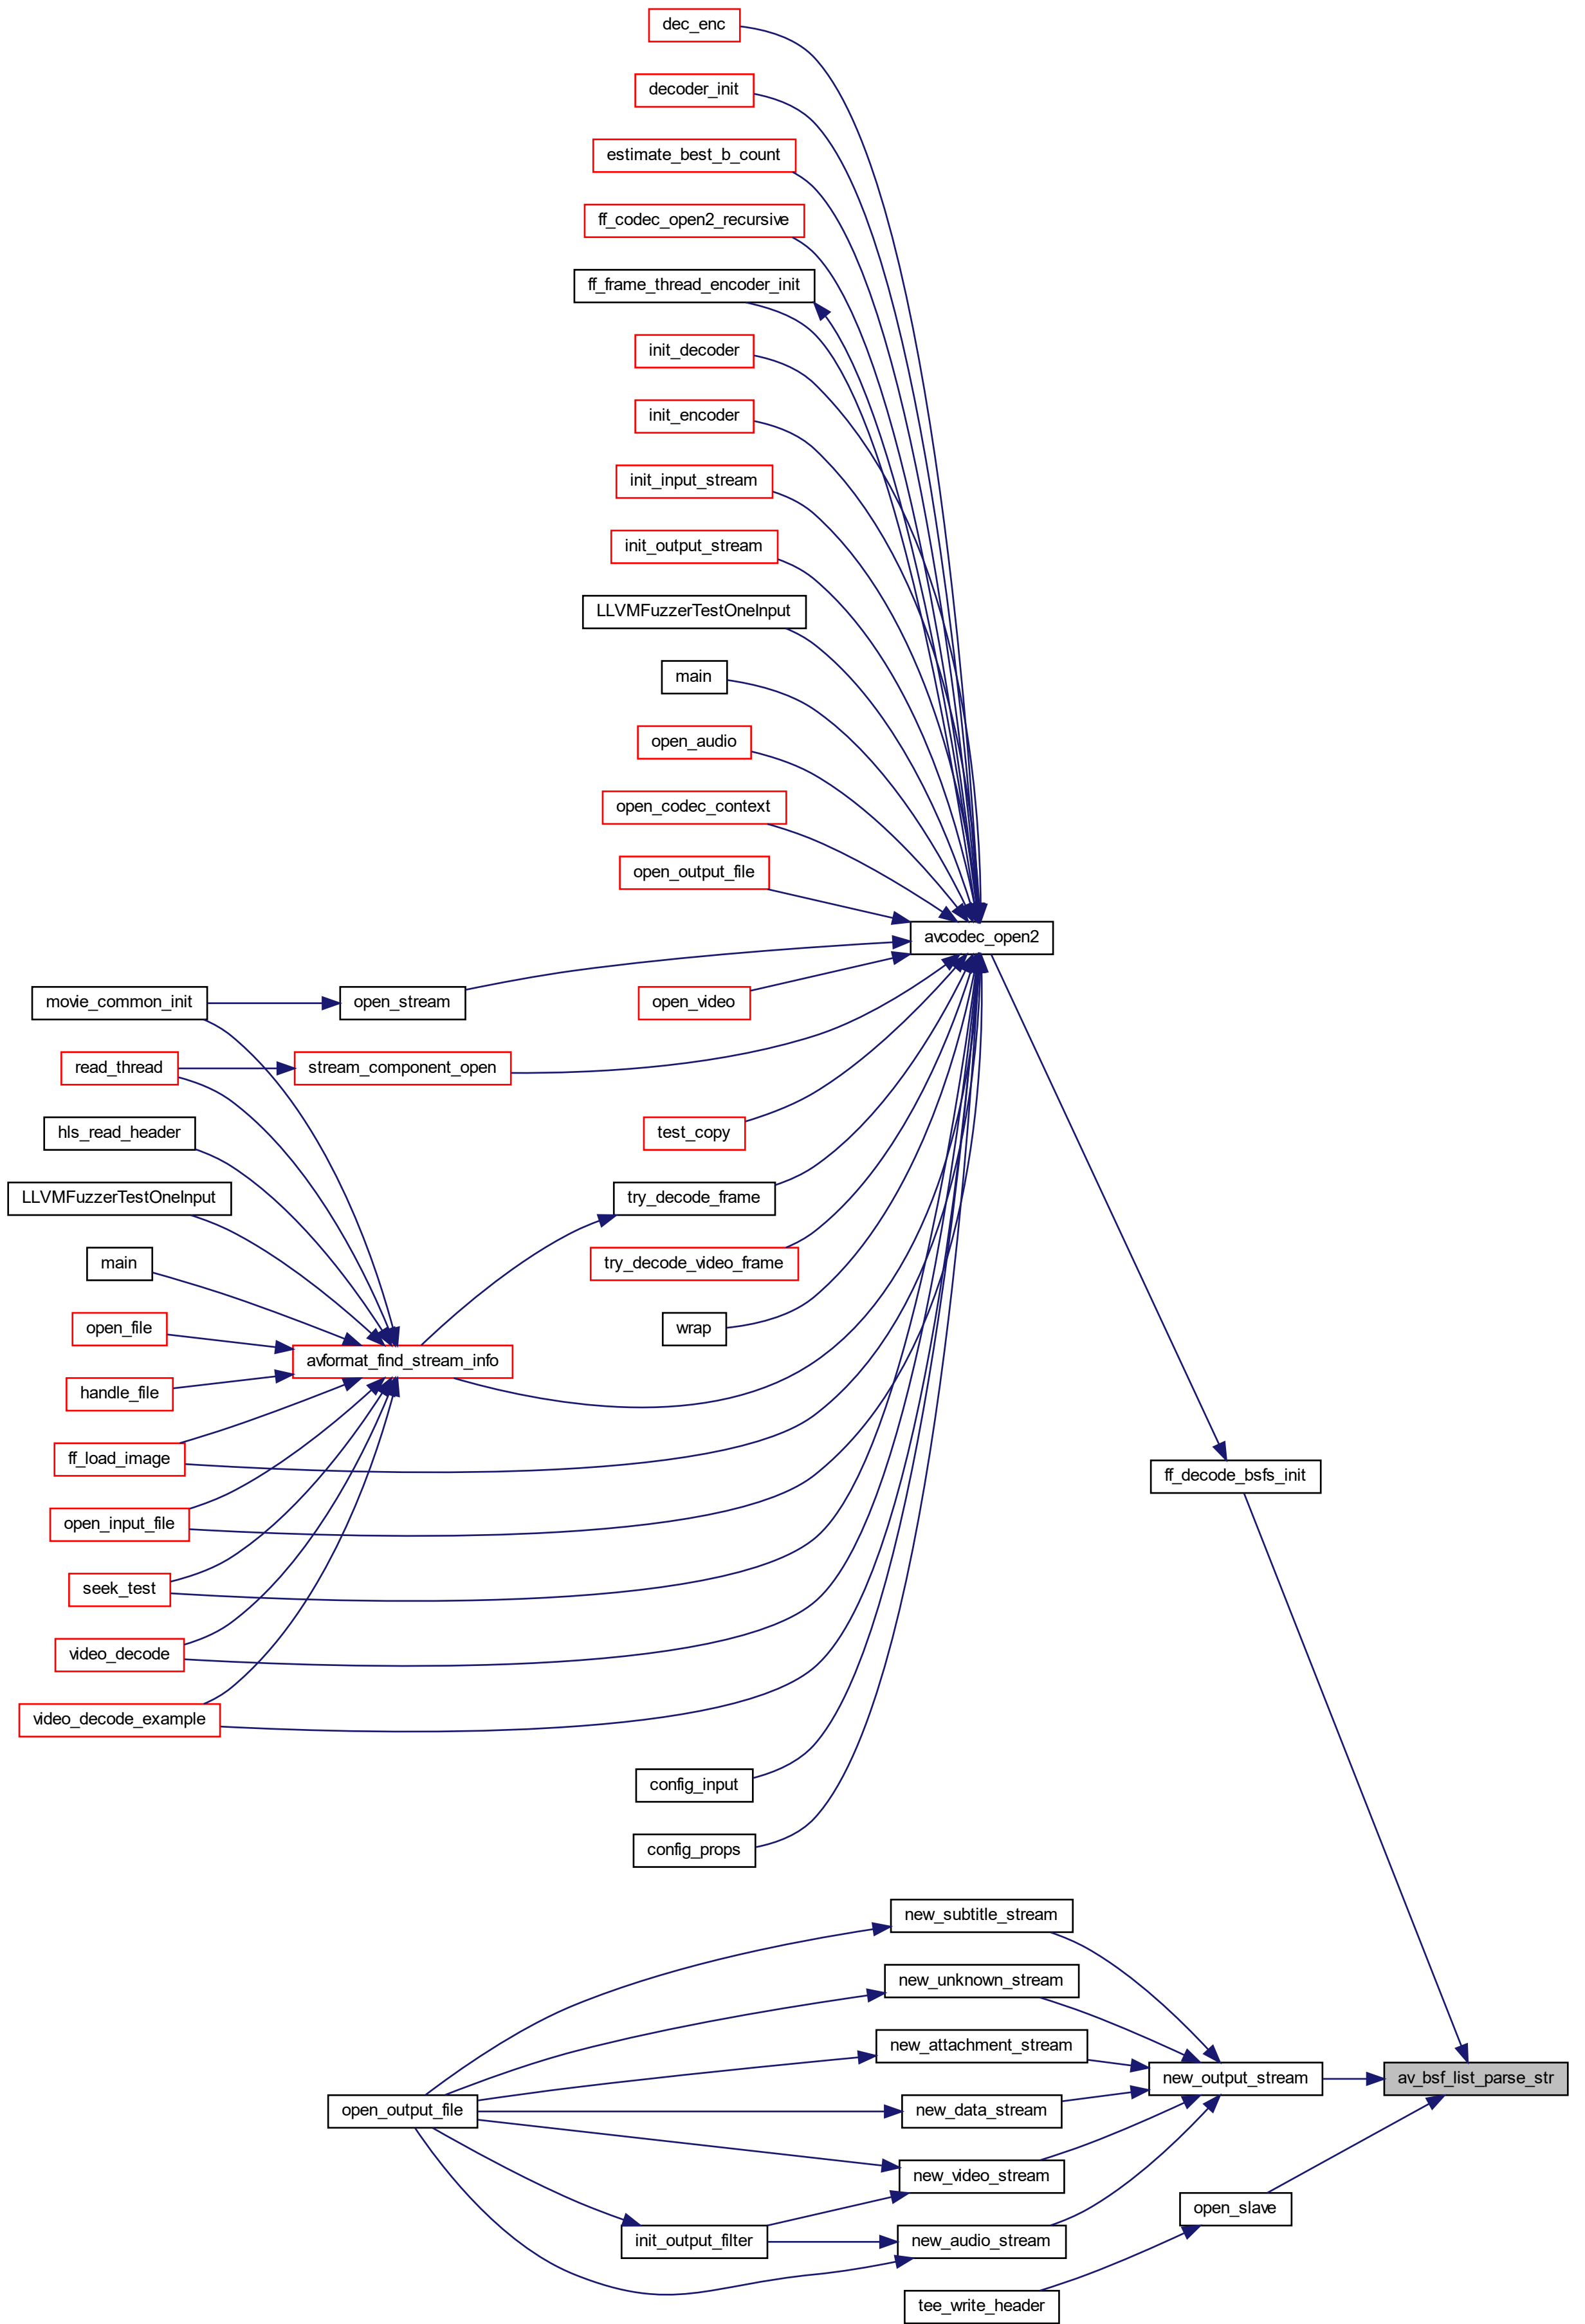 dec_enc
decoder_init
estimate_best_b_count
ff_codec_open2_recursive
ff_frame_thread_encoder_init
init_decoder
init_encoder
init_input_stream
init_output_stream
LLVMFuzzerTestOneInput
main
open_audio
open_codec_context
open_output_file
avcodec_open2
movie_common_init
open_stream
open_video
read_thread
stream_component_open
hls_read_header
test_copy
LLVMFuzzerTestOneInput
try_decode_frame
main
try_decode_video_frame
open_file
wrap
avformat_find_stream_info
handle_file
ff_load_image
ff_decode_bsfs_init
open_input_file
seek_test
video_decode
video_decode_example
config_input
config_props
new_subtitle_stream
new_unknown_stream
new_attachment_stream
new_output_stream
av_bsf_list_parse_str
open_output_file
new_data_stream
new_video_stream
open_slave
init_output_filter
new_audio_stream
tee_write_header